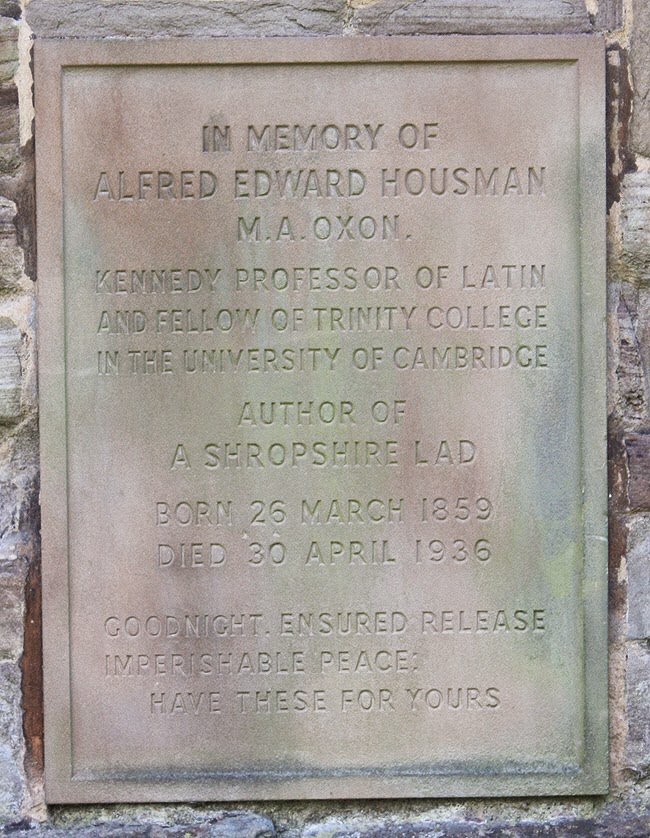 IN MEMORY OF
ALFRED EDWARD HOUSMAN
M.A.OXON.
KENNEDY PROFESSOR OF LATIN
AND FELLOW OF TRINITY COLLEGE
IN THE UNIVERSITY OF CAMBRIDGE
AUTHOR OF
A SHROPSHIRE LAD
BORN 26 MARCH 1859
DIED 30 APRIL 1936
GOODNIGHT. ENSURED RELEASE
IMPERISHABLE PEACE:
HAVE THESE FOR YOURS